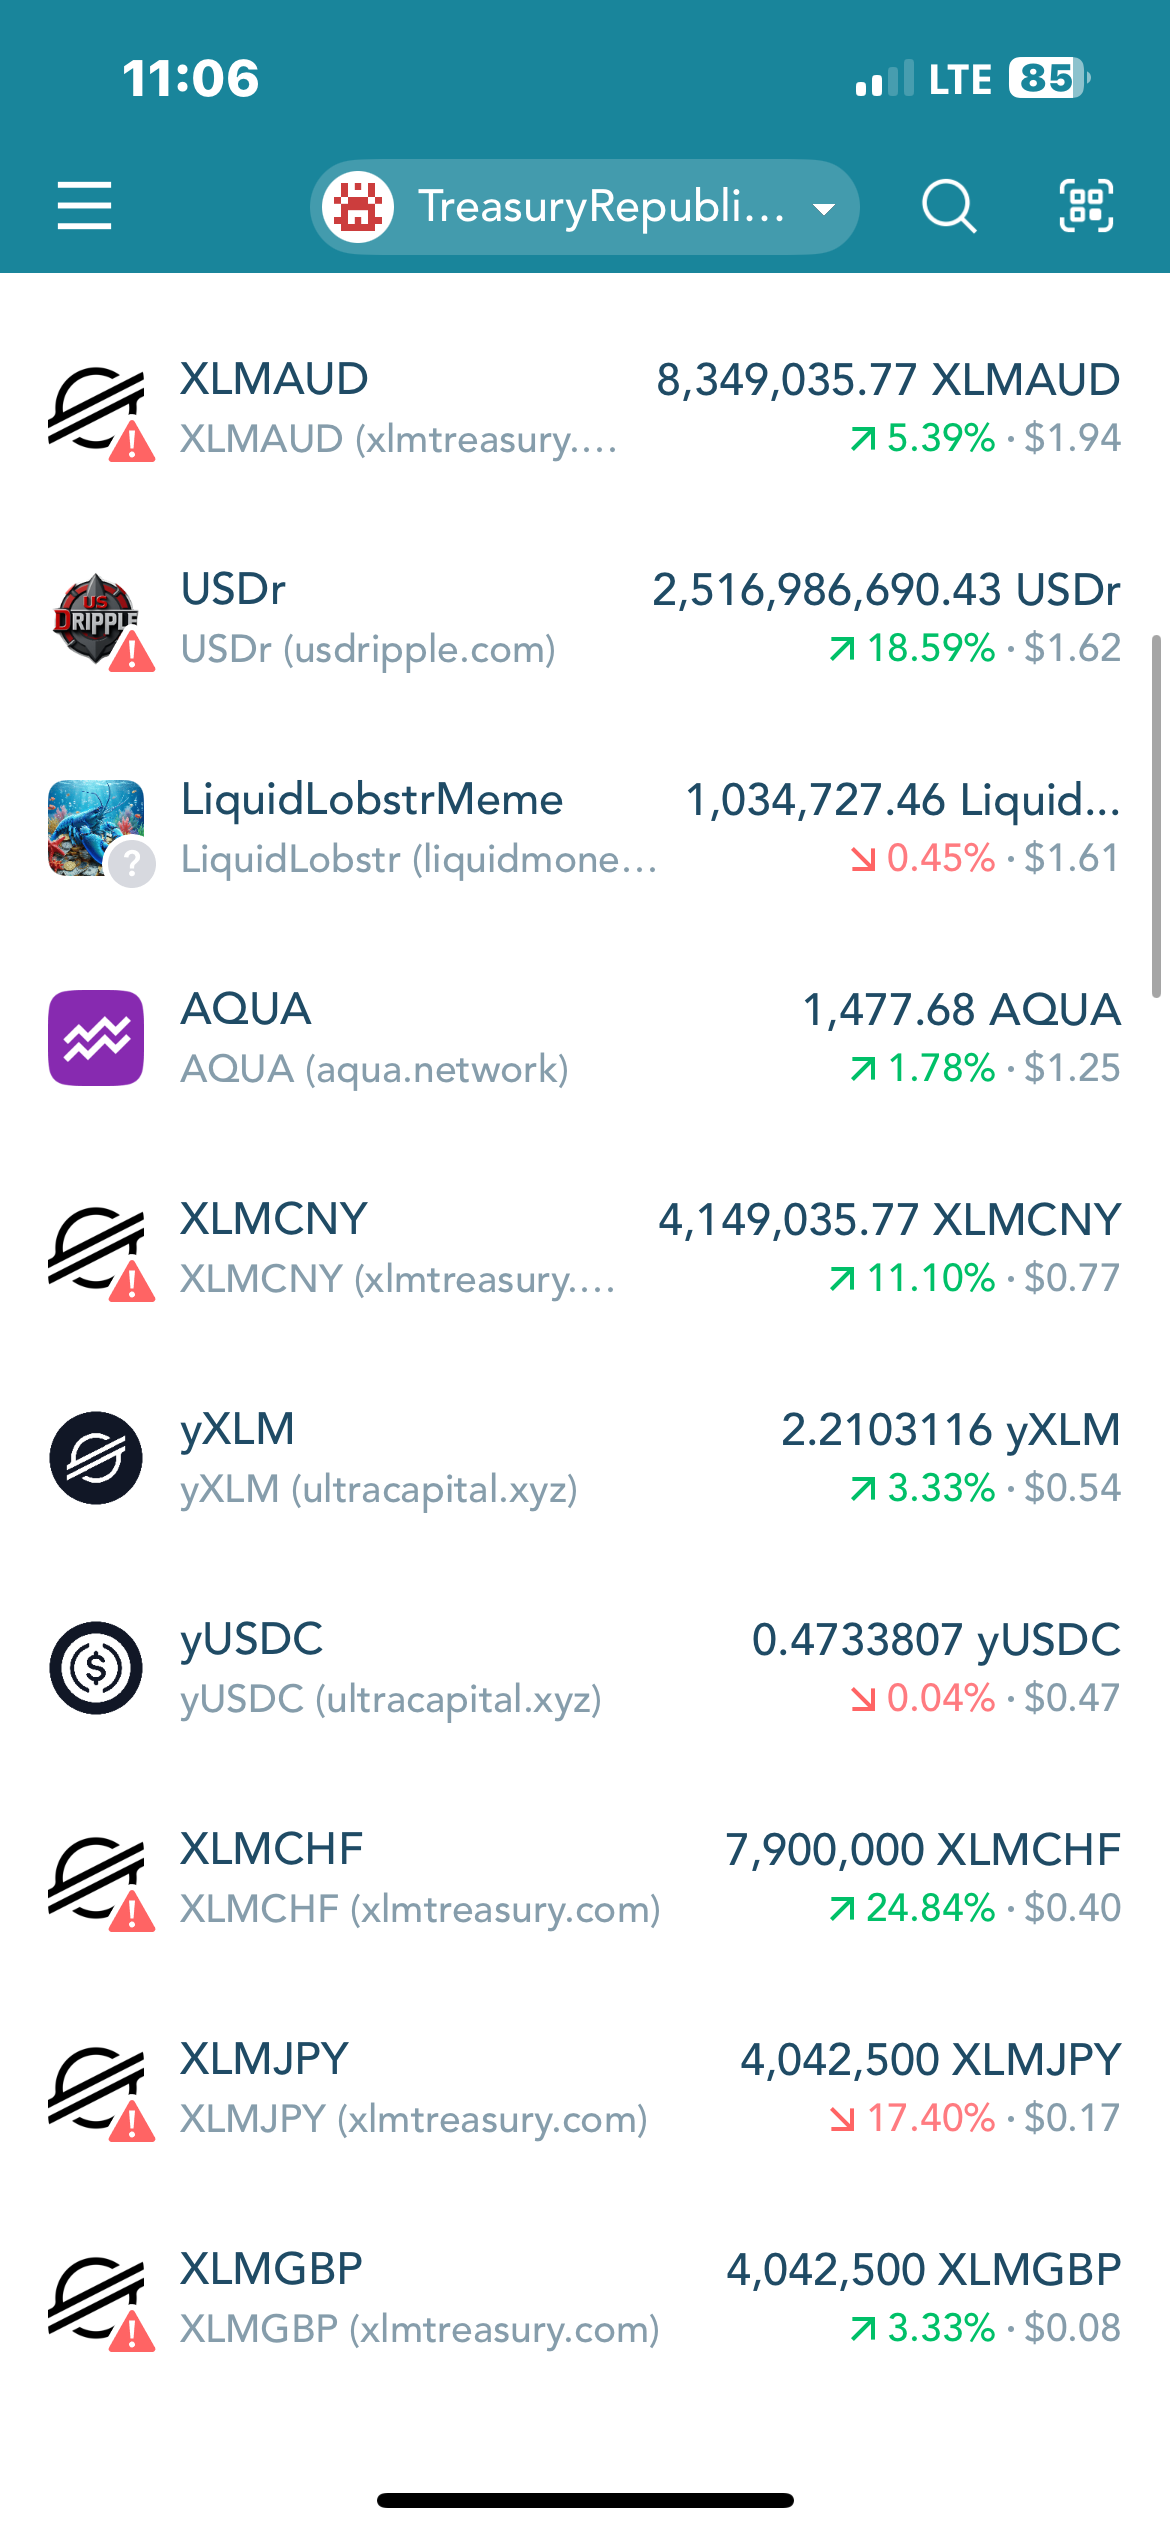 11:06
LTE 85
TreasuryRepubli...
XLMAUD 8,349,035.77 XLMAUD
XLMAUD (xlmtreasury.... 5.39% · $1.94
US
DRIPPLE
USDr 2,516,986,690.43 USDr
USDr (usdripple.com) 18.59% · $1.62
LiquidLobstrMeme 1,034,727.46 Liquid...
LiquidLobstr (liquidmone... 0.45% · $1.61
AQUA 1,477.68 AQUA
AQUA (aqua.network) 1.78% · $1.25
XLMCNY 4,149,035.77 XLMCNY
XLMCNY (xlmtreasury.... 11.10% · $0.77
yXLM 2.2103116 yXLM
yXLM (ultracapital.xyz) 3.33% · $0.54
yUSDC 0.4733807 yUSDC
yUSDC (ultracapital.xyz) 0.04% · $0.47
XLMCHF 7,900,000 XLMCHF
XLMCHF (xlmtreasury.com) 24.84% · $0.40
XLMJPY 4,042,500 XLMJPY
XLMJPY (xlmtreasury.com) 17.40% · $0.17
XLMGBP 4,042,500 XLMGBP
XLMGBP (xlmtreasury.com) 3.33% · $0.08